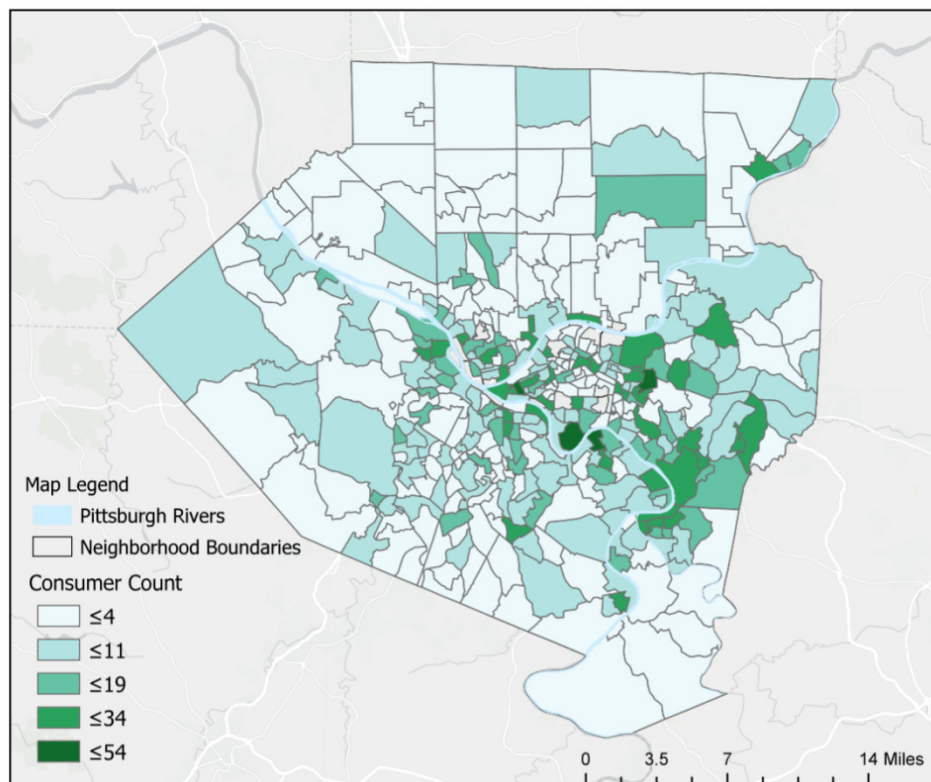 Map Legend
Pittsburgh Rivers
Neighborhood Boundaries
Consumer Count
≤4
≤11
≤19
≤34
≤54
0 3.5 7 14 Miles